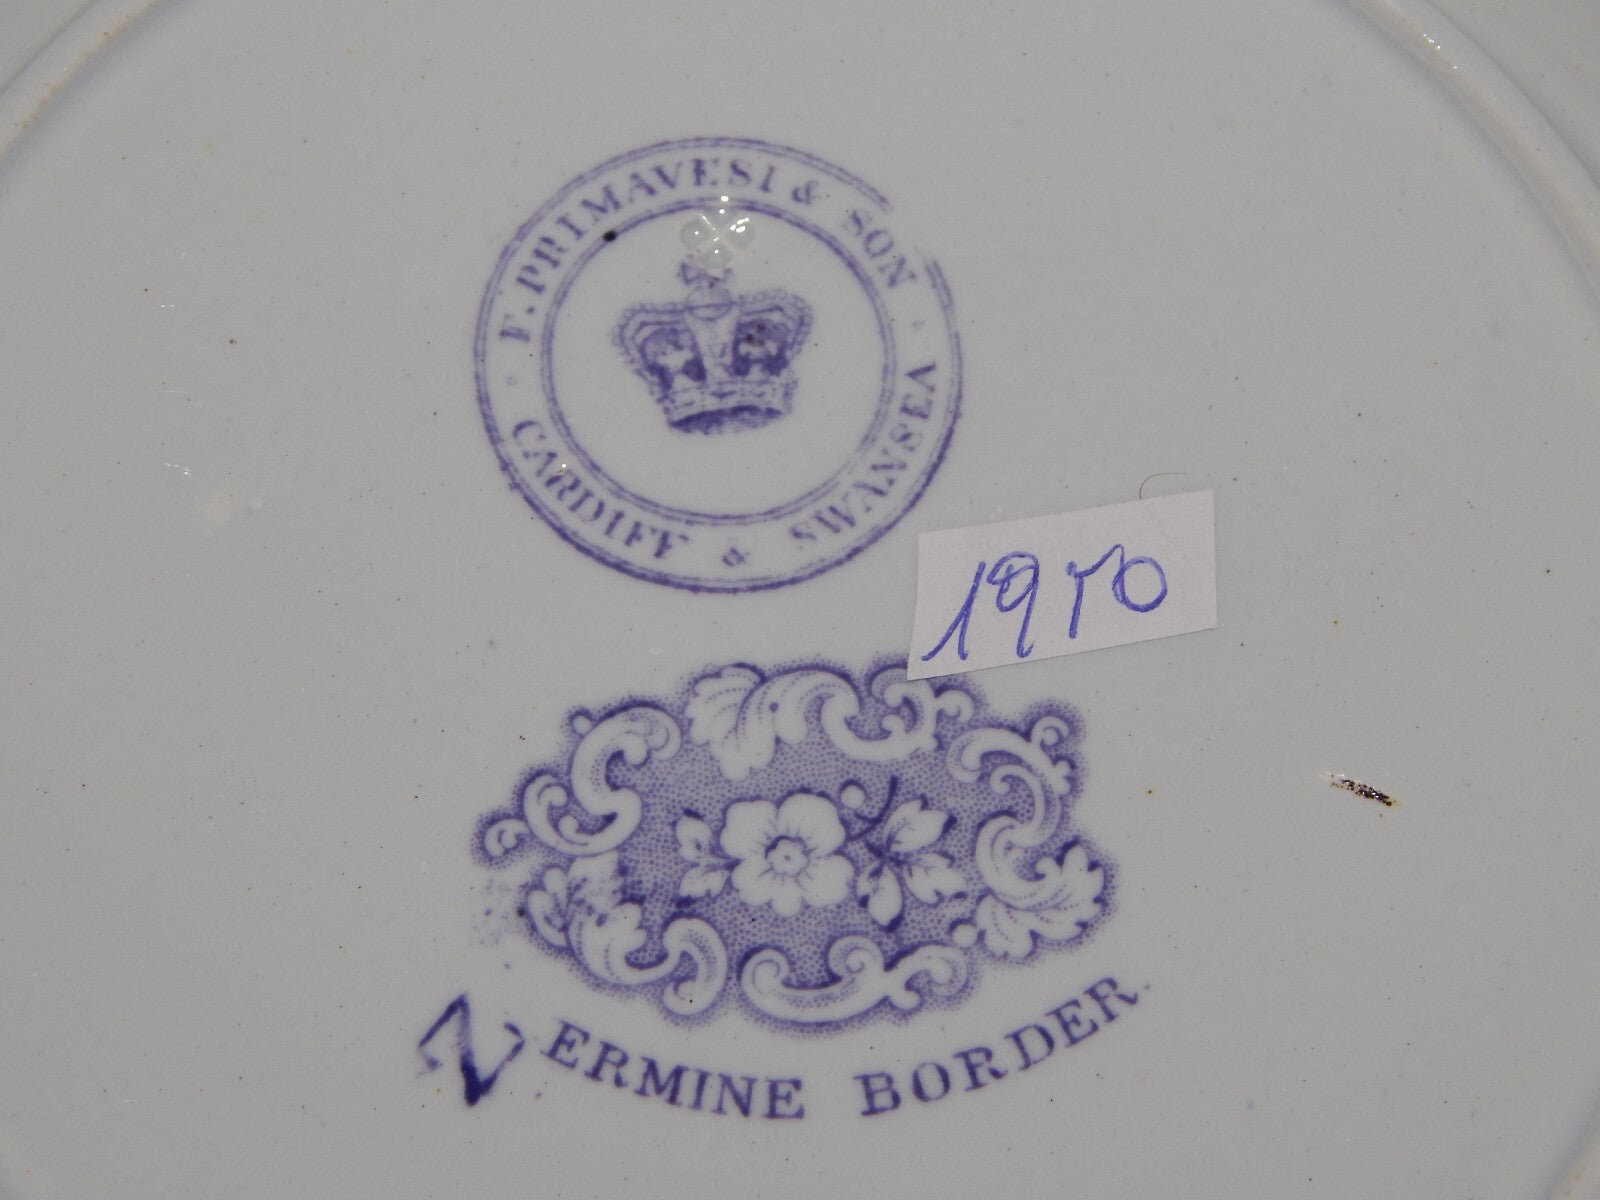 F. PRIMAVESI & SON
CARDIFF & SWANSEA
1970
Z
ERMINE BORDER.